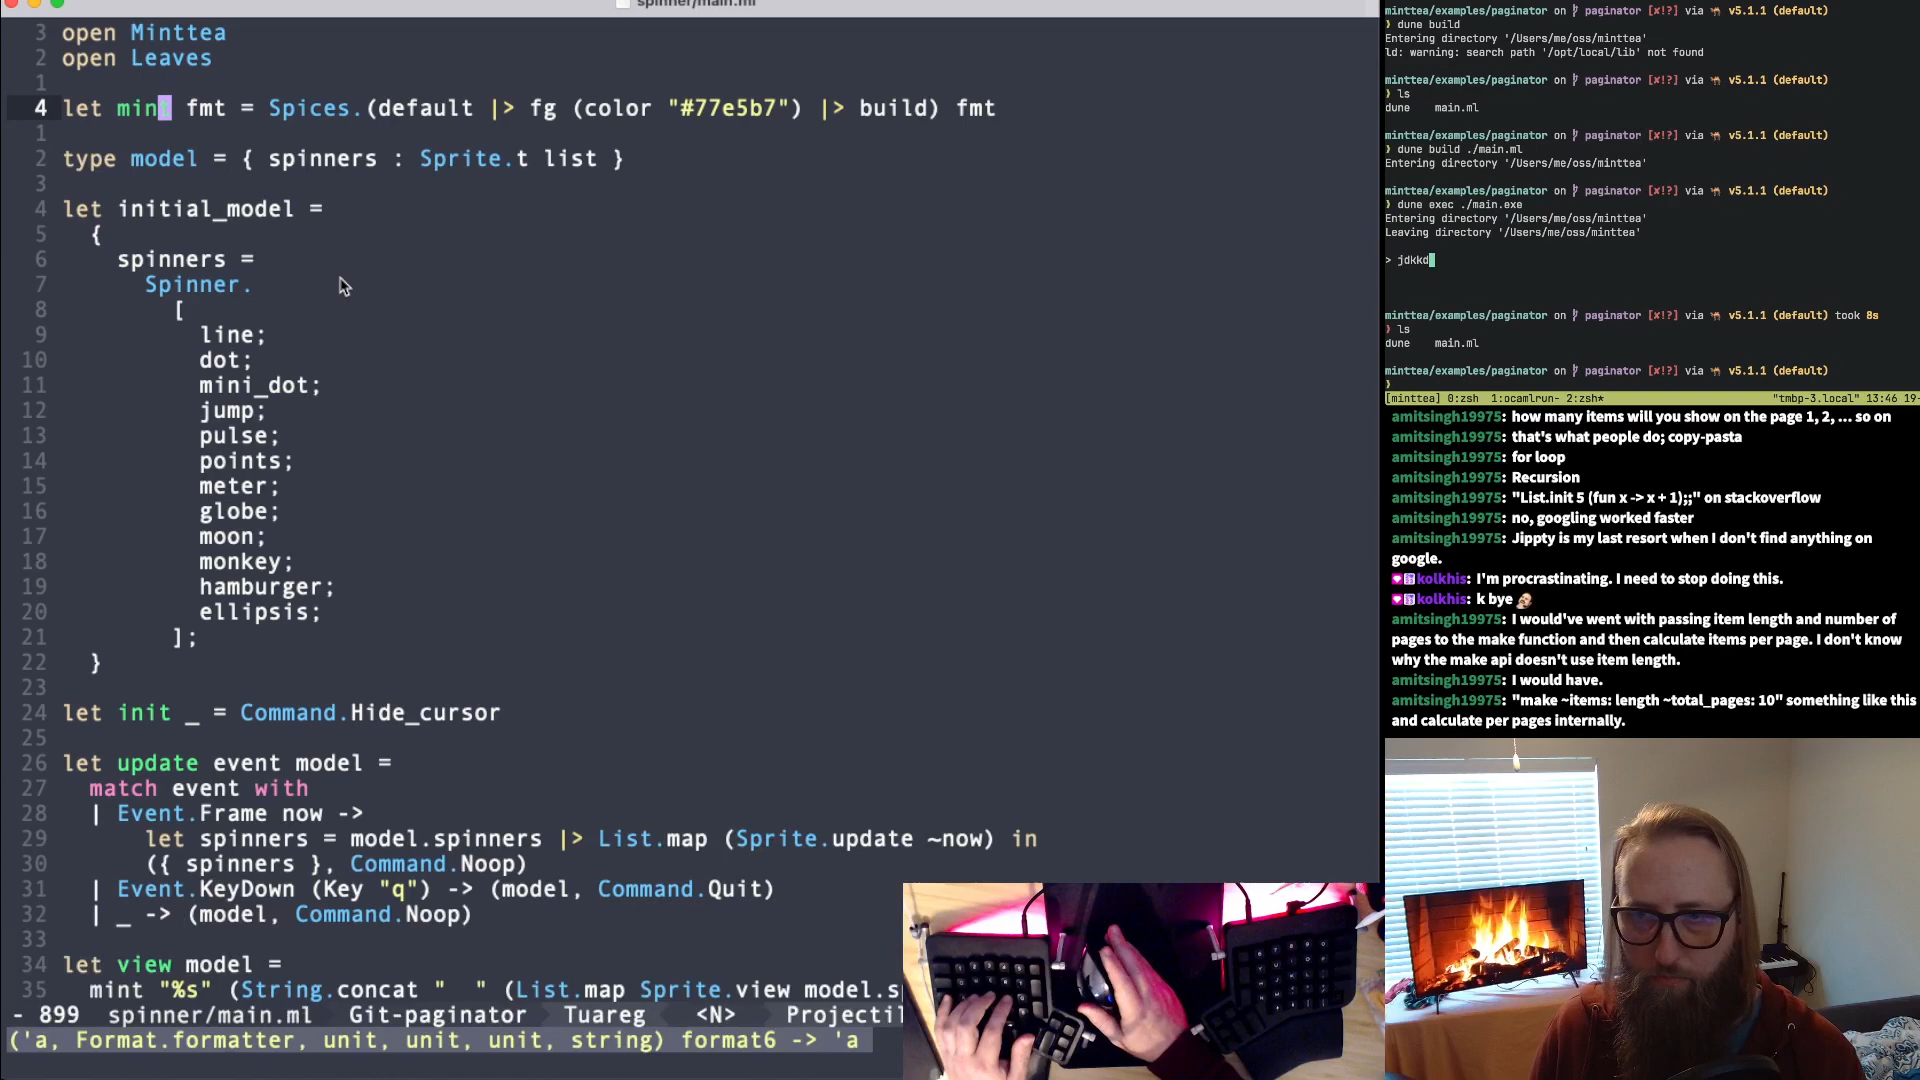 spinner/main.ml
3 open Minttea
2 open Leaves
1
4 let mint fmt = Spices.(default |> fg (color "#77e5b7") |> build) fmt
1
2 type model = { spinners : Sprite.t list }
3
4 let initial_model =
5 {
6 spinners =
7 Spinner.
8 [
9 line;
10 dot;
11 mini_dot;
12 jump;
13 pulse;
14 points;
15 meter;
16 globe;
17 moon;
18 monkey;
19 hamburger;
20 ellipsis;
21 ];
22 }
23
24 let init _ = Command.Hide_cursor
25
26 let update event model =
27 match event with
28 | Event.Frame now ->
29 let spinners = model.spinners |> List.map (Sprite.update ~now) in
30 ({ spinners }, Command.Noop)
31 | Event.KeyDown (Key "q") -> (model, Command.Quit)
32 | _ -> (model, Command.Noop)
33
34 let view model =
35 mint "%s" (String.concat "  " (List.map Sprite.view model.s
- 899 spinner/main.ml Git-paginator Tuareg <N> Projectil
('a, Format.formatter, unit, unit, unit, string) format6 -> 'a
minttea/examples/paginator on paginator [✘!?] via 🐫 v5.1.1 (default)
❯ dune build
Entering directory '/Users/me/oss/minttea'
ld: warning: search path '/opt/local/lib' not found
minttea/examples/paginator on paginator [✘!?] via 🐫 v5.1.1 (default)
❯ ls
dune main.ml
minttea/examples/paginator on paginator [✘!?] via 🐫 v5.1.1 (default)
❯ dune build ./main.ml
Entering directory '/Users/me/oss/minttea'
minttea/examples/paginator on paginator [✘!?] via 🐫 v5.1.1 (default)
❯ dune exec ./main.exe
Entering directory '/Users/me/oss/minttea'
Leaving directory '/Users/me/oss/minttea'
> jdkkd
minttea/examples/paginator on paginator [✘!?] via 🐫 v5.1.1 (default) took 8s
❯ ls
dune main.ml
minttea/examples/paginator on paginator [✘!?] via 🐫 v5.1.1 (default)
❯
[minttea] 0:zsh 1:ocamlrun- 2:zsh* "tmbp-3.local" 13:46 19-
amitsingh19975: how many items will you show on the page 1, 2, ... so on
amitsingh19975: that's what people do; copy-pasta
amitsingh19975: for loop
amitsingh19975: Recursion
amitsingh19975: "List.init 5 (fun x -> x + 1);;" on stackoverflow
amitsingh19975: no, googling worked faster
amitsingh19975: Jippty is my last resort when I don't find anything on
google.
kolkhis: I'm procrastinating. I need to stop doing this.
kolkhis: k bye
amitsingh19975: I would've went with passing item length and number of
pages to the make function and then calculate items per page. I don't know
why the make api doesn't use item length.
amitsingh19975: I would have.
amitsingh19975: "make ~items: length ~total_pages: 10" something like this
and calculate per pages internally.